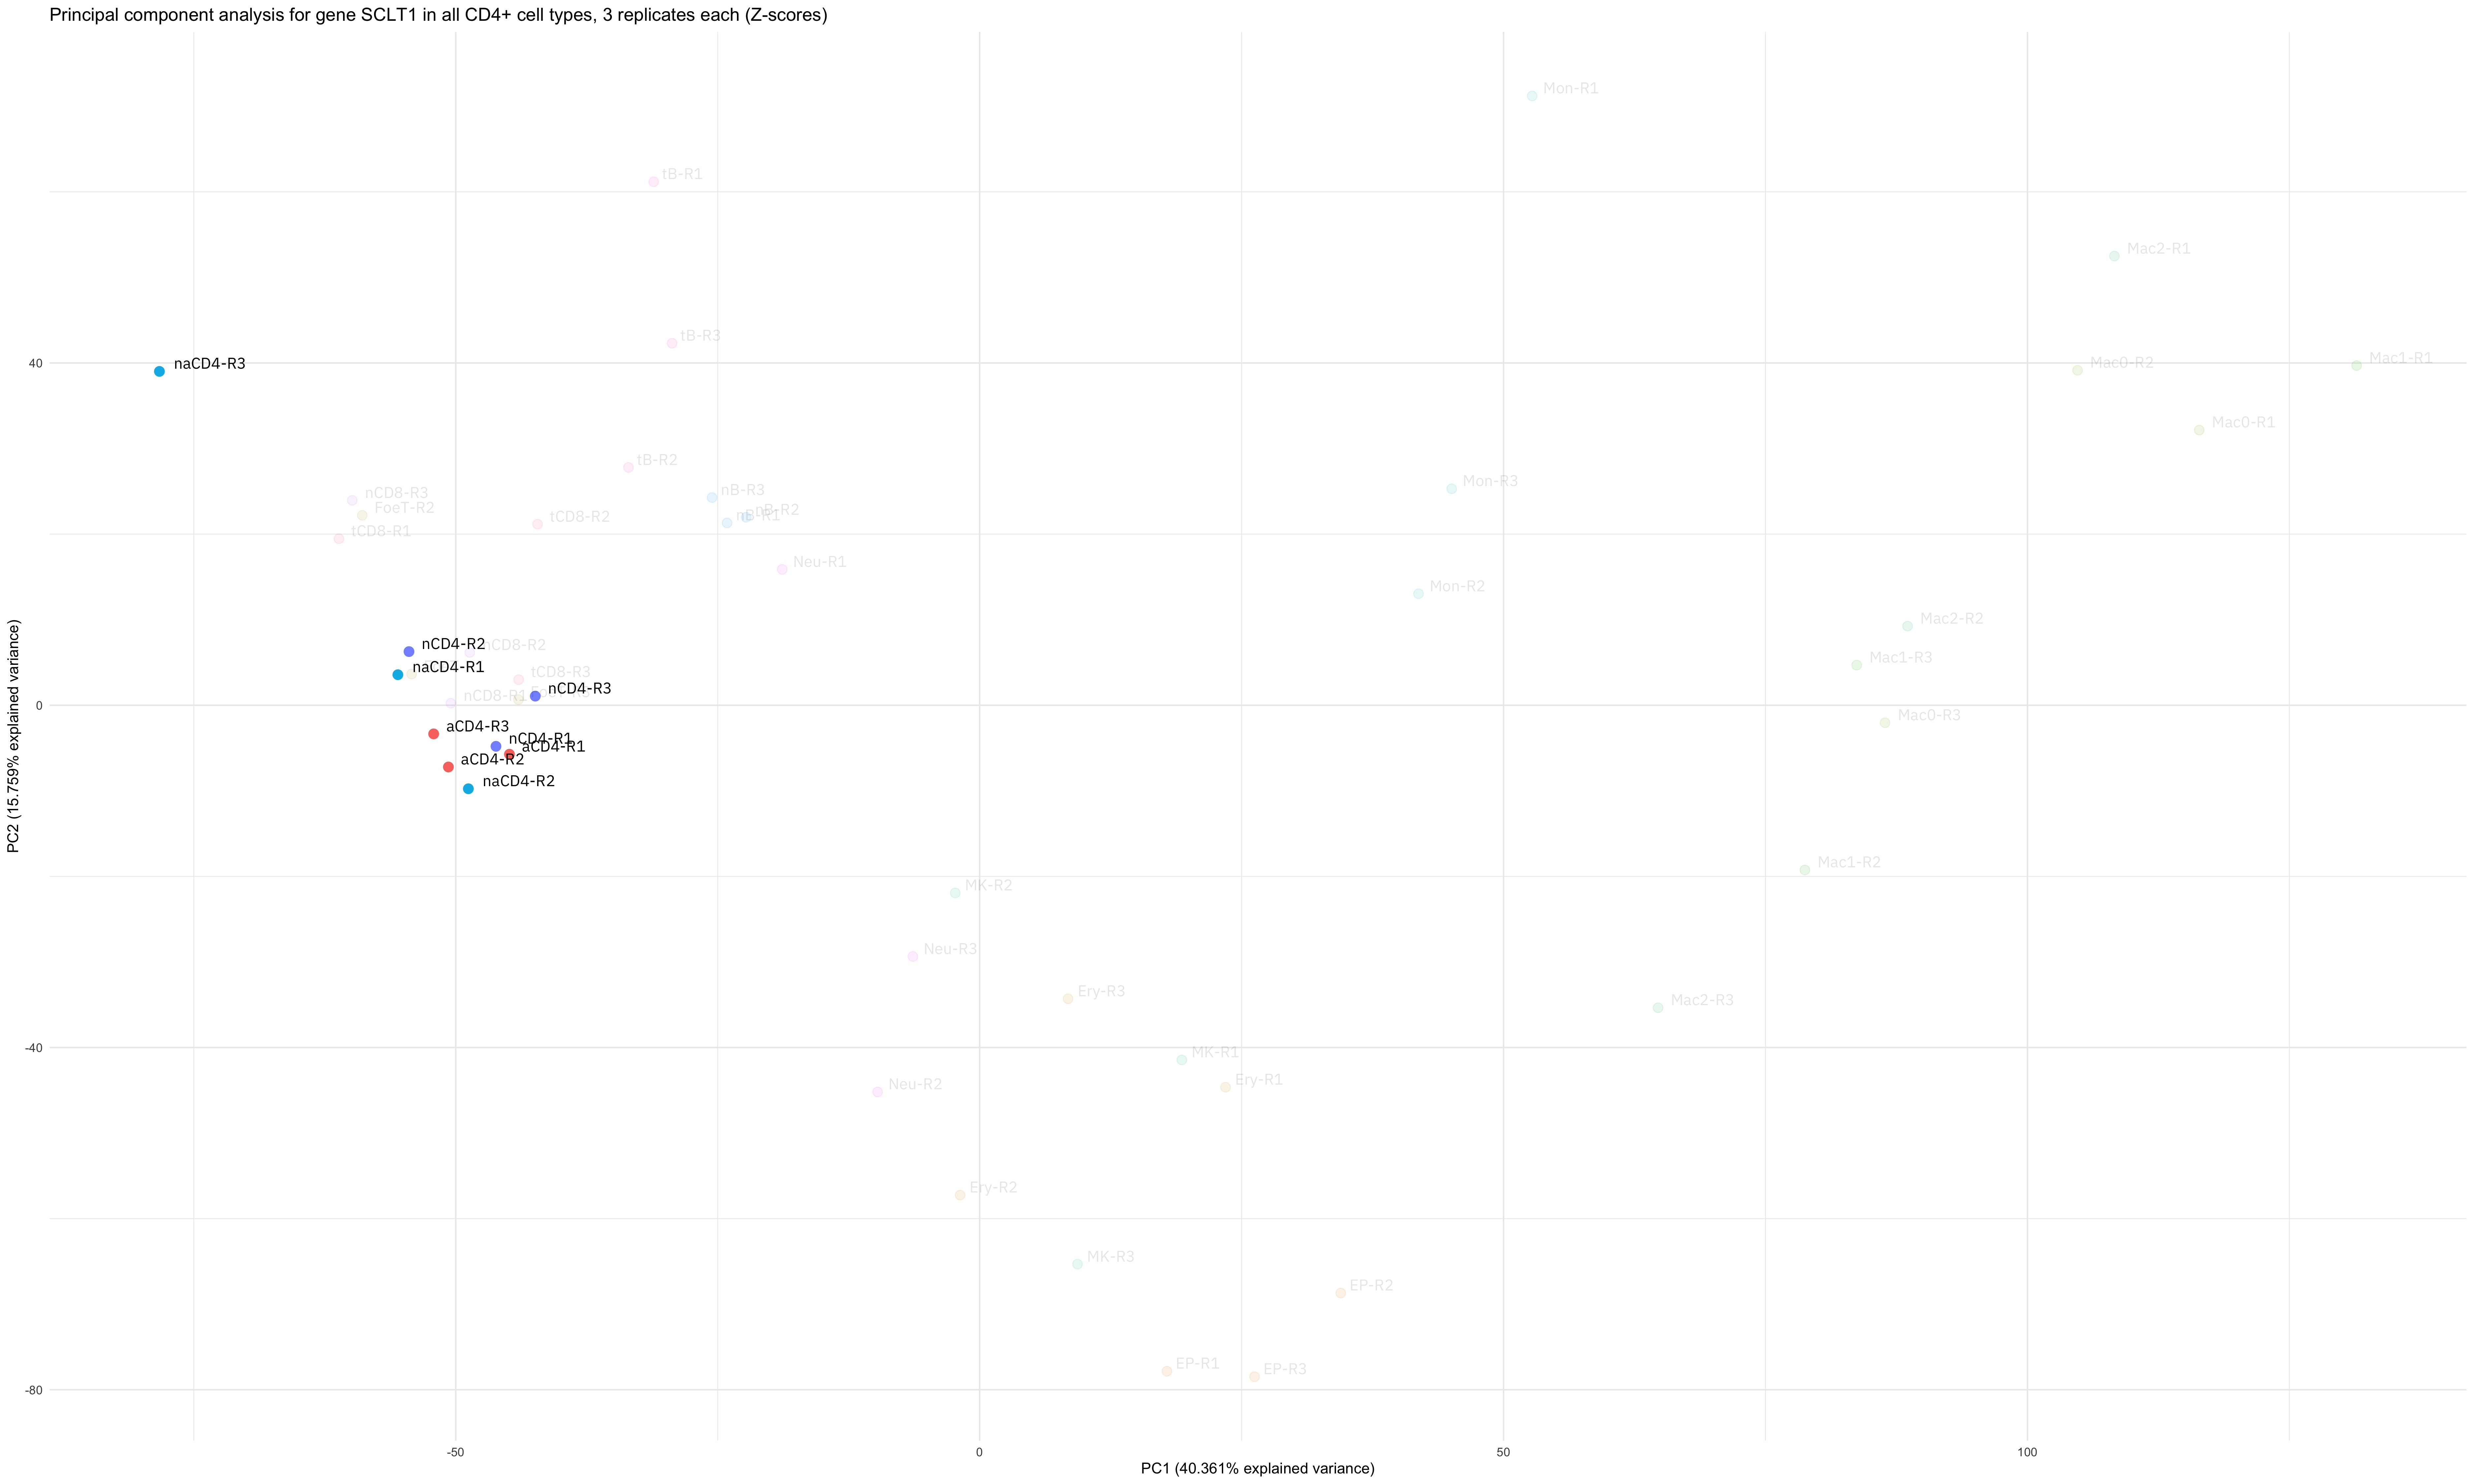 Principal component analysis for gene SCLT1 in all CD4+ cell types, 3 replicates each (Z-scores)
Mon-R1
tB-R1
Mac2-R1
tB-R3
Mac1-R1
40
naCD4-R3
Mac0-R2
Mac0-R1
tB-R2
Mon-R3
nB-R3
nCD8-R3
FoeT-R2
nB-R2
nB-R1
tCD8-R2
tCD8-R1
Neu-R1
Mon-R2
Mac2-R2
nCD4-R2
nCD8-R2
Mac1-R3
naCD4-R1
tCD8-R3
nCD4-R3
nCD8-R1
0
Mac0-R3
aCD4-R3
nCD4-R1
aCD4-R1
aCD4-R2
naCD4-R2
PC2 (15.759% explained variance)
Mac1-R2
MK-R2
Neu-R3
Ery-R3
Mac2-R3
-40
MK-R1
Ery-R1
Neu-R2
Ery-R2
MK-R3
EP-R2
EP-R1
EP-R3
-80
-50
0
50
100
PC1 (40.361% explained variance)